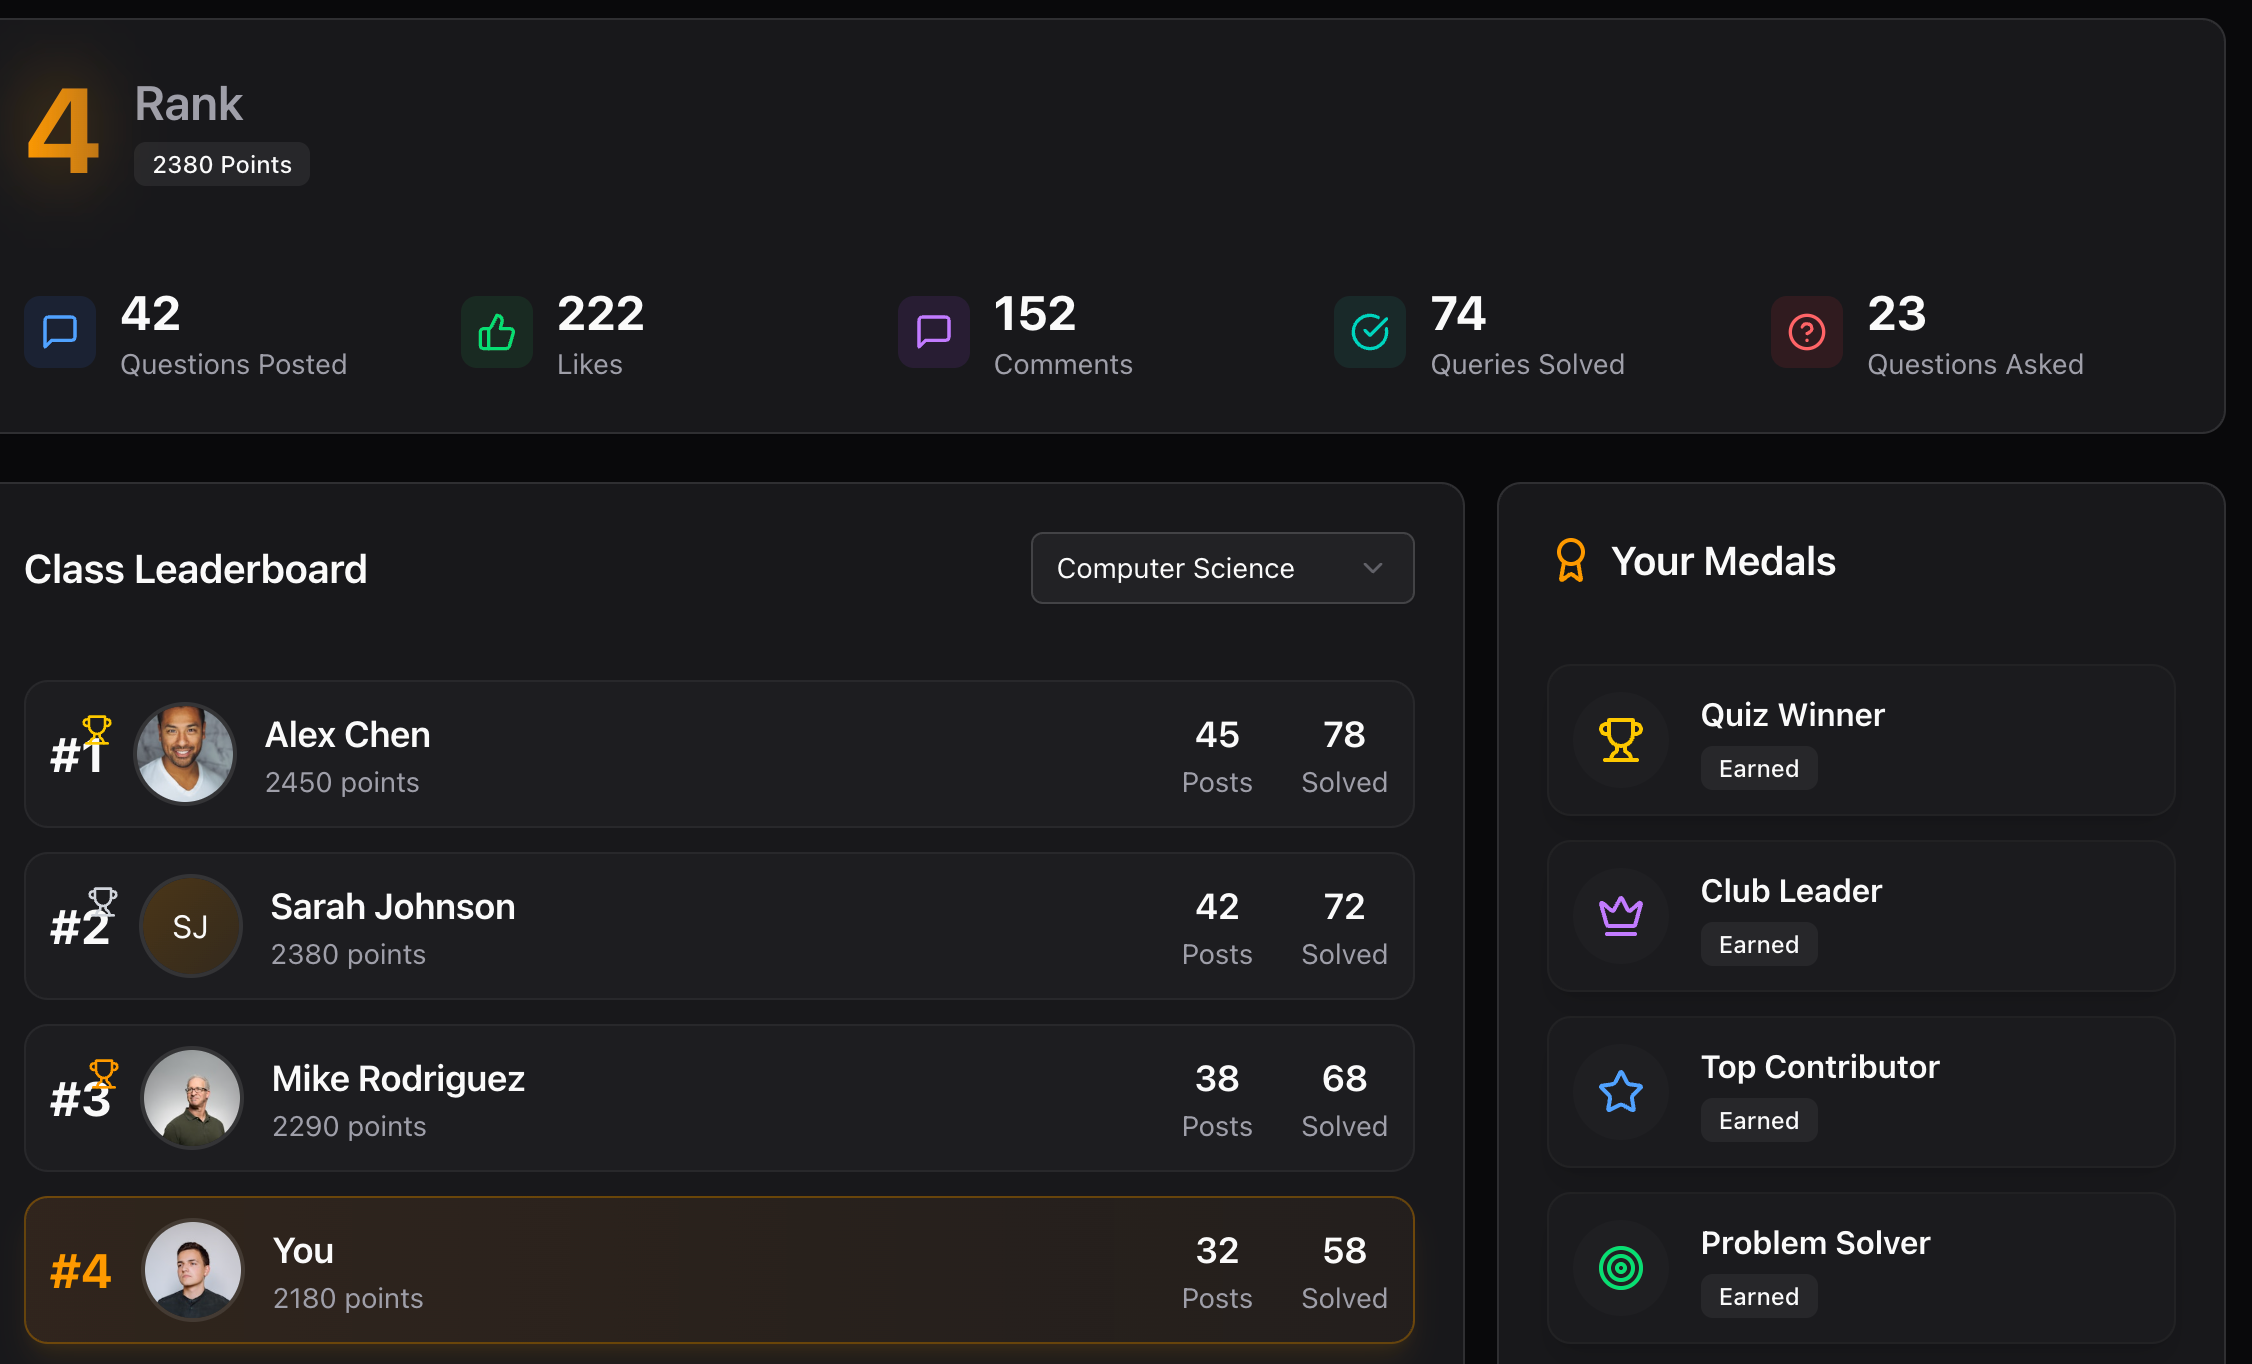 4
Rank
2380 Points
42
Questions Posted
222
Likes
152
Comments
74
Queries Solved
23
Questions Asked
Class Leaderboard
Computer Science
#1
Alex Chen
2450 points
45
Posts
78
Solved
#2
SJ
Sarah Johnson
2380 points
42
Posts
72
Solved
#3
Mike Rodriguez
2290 points
38
Posts
68
Solved
#4
You
2180 points
32
Posts
58
Solved
Your Medals
Quiz Winner
Earned
Club Leader
Earned
Top Contributor
Earned
Problem Solver
Earned